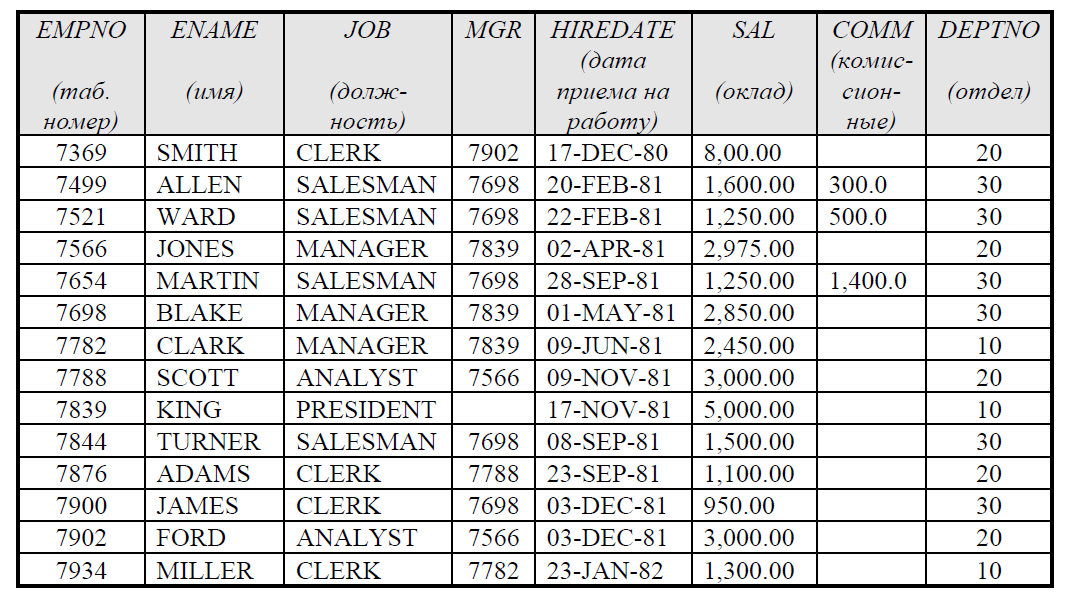 EMPNO ENAME JOB MGR HIREDATE SAL COMM DEPTNO
(дата (комис-
(таб. (имя) (долж- приема на (оклад) сион- (отдел)
номер) ность) работу) ные)
7369 SMITH CLERK 7902 17-DEC-80 8,00.00 20
7499 ALLEN SALESMAN 7698 20-FEB-81 1,600.00 300.0 30
7521 WARD SALESMAN 7698 22-FEB-81 1,250.00 500.0 30
7566 JONES MANAGER 7839 02-APR-81 2,975.00 20
7654 MARTIN SALESMAN 7698 28-SEP-81 1,250.00 1,400.0 30
7698 BLAKE MANAGER 7839 01-MAY-81 2,850.00 30
7782 CLARK MANAGER 7839 09-JUN-81 2,450.00 10
7788 SCOTT ANALYST 7566 09-NOV-81 3,000.00 20
7839 KING PRESIDENT 17-NOV-81 5,000.00 10
7844 TURNER SALESMAN 7698 08-SEP-81 1,500.00 30
7876 ADAMS CLERK 7788 23-SEP-81 1,100.00 20
7900 JAMES CLERK 7698 03-DEC-81 950.00 30
7902 FORD ANALYST 7566 03-DEC-81 3,000.00 20
7934 MILLER CLERK 7782 23-JAN-82 1,300.00 10